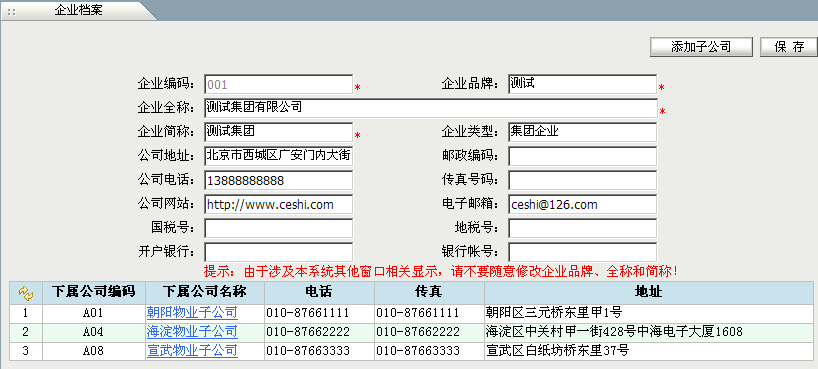 企业档案
添加子公司 保 存
企业编码： 001 * 企业品牌： 测试 *
企业全称： 测试集团有限公司 *
企业简称： 测试集团 * 企业类型： 集团企业
公司地址： 北京市西城区广安门内大街 邮政编码：
公司电话： 13888888888 传真号码：
公司网站： http://www.ceshi.com 电子邮箱： ceshi@126.com
国税号： 地税号：
开户银行： 银行帐号：
提示：由于涉及本系统其他窗口相关显示，请不要随意修改企业品牌、全称和简称！
下属公司编码 下属公司名称 电话 传真 地址
1 A01 朝阳物业子公司 010-87661111 010-87661111 朝阳区三元桥东里甲1号
2 A04 海淀物业子公司 010-87662222 010-87662222 海淀区中关村甲一街428号中海电子大厦1608
3 A08 宣武物业子公司 010-87663333 010-87663333 宣武区白纸坊桥东里37号